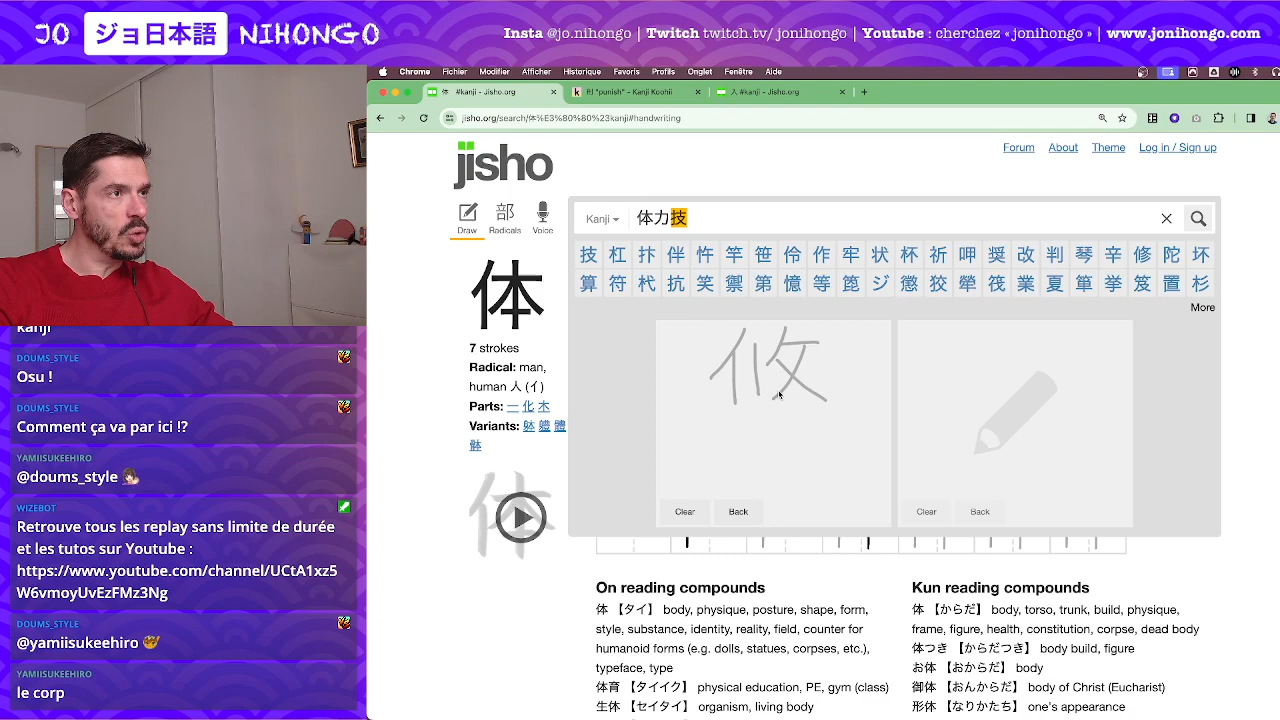 JO ジョ日本語 NIHONGO
Insta @jo.nihongo | Twitch twitch.tv/ jonihongo | Youtube : cherchez « jonihongo » | www.jonihongo.com
Chrome Fichier Modifier Afficher Historique Favoris Profils Onglet Fenêtre Aide
体 #kanji - Jisho.org
"punish" - Kanji Koohii
人 #kanji - Jisho.org
jisho.org/search/体%E3%80%80%23kanji#handwriting
jisho
Forum About Theme Log in / Sign up
Draw
部 Radicals
Voice
Kanji
体力技
技 杠 抃 伴 忤 竿 笹 伶 作 牢 状 杯 祈 呷 奨 改 判 琴 辛 修 陀 坏
算 符 杙 抗 笑 禦 第 憶 等 箆 ジ 懲 狡 犖 筏 業 夏 箪 挙 笈 置 杉
More
攸
Clear Back
Clear Back
体
7 strokes
Radical: man,
human 人 (亻)
Parts: 一 化 木
Variants: 躰 軆 體
骵
体
On reading compounds
体 【タイ】 body, physique, posture, shape, form,
style, substance, identity, reality, field, counter for
humanoid forms (e.g. dolls, statues, corpses, etc.),
typeface, type
体育 【タイイク】 physical education, PE, gym (class)
生体 【セイタイ】 organism, living body
Kun reading compounds
体 【からだ】 body, torso, trunk, build, physique,
frame, figure, health, constitution, corpse, dead body
体つき 【からだつき】 body build, figure
お体 【おからだ】 body
御体 【おんからだ】 body of Christ (Eucharist)
形体 【なりかたち】 one's appearance
kanji
DOUMS_STYLE
Osu !
DOUMS_STYLE
Comment ça va par ici !?
YAMIISUKEEHIRO
@doums_style
WIZEBOT
Retrouve tous les replay sans limite de durée
et les tutos sur Youtube :
https://www.youtube.com/channel/UCtA1xz5
W6vmoyUvEzFMz3Ng
DOUMS_STYLE
@yamiisukeehiro
YAMIISUKEEHIRO
le corp